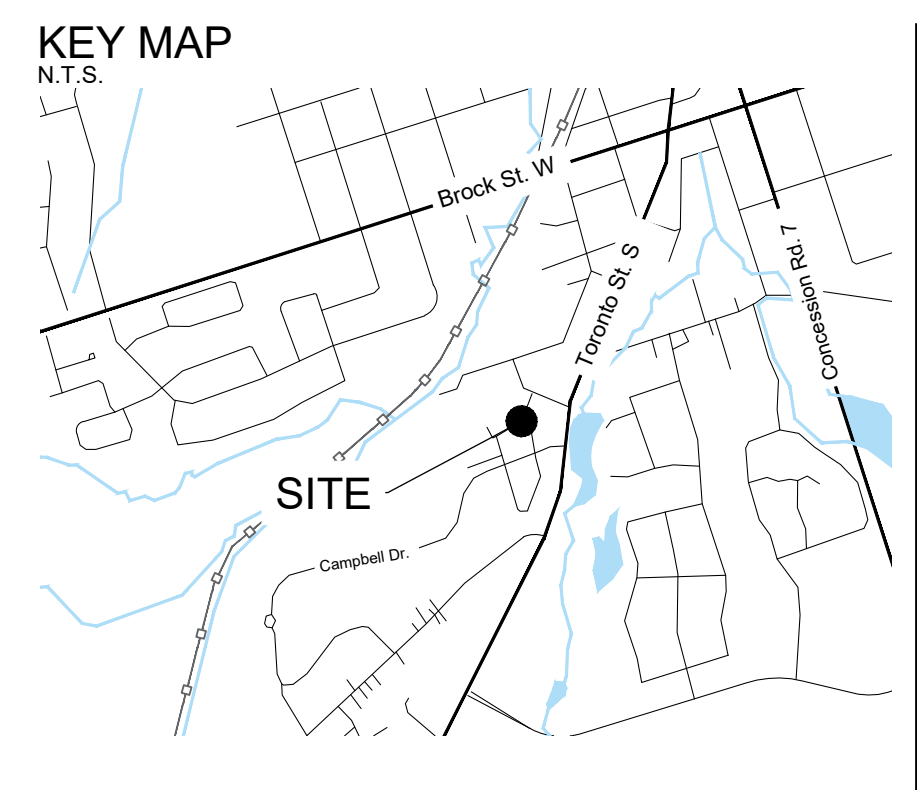 KEY MAP
N.T.S.
Brock St. W
Toronto St. S
Concession Rd. 7
SITE
Campbell Dr.